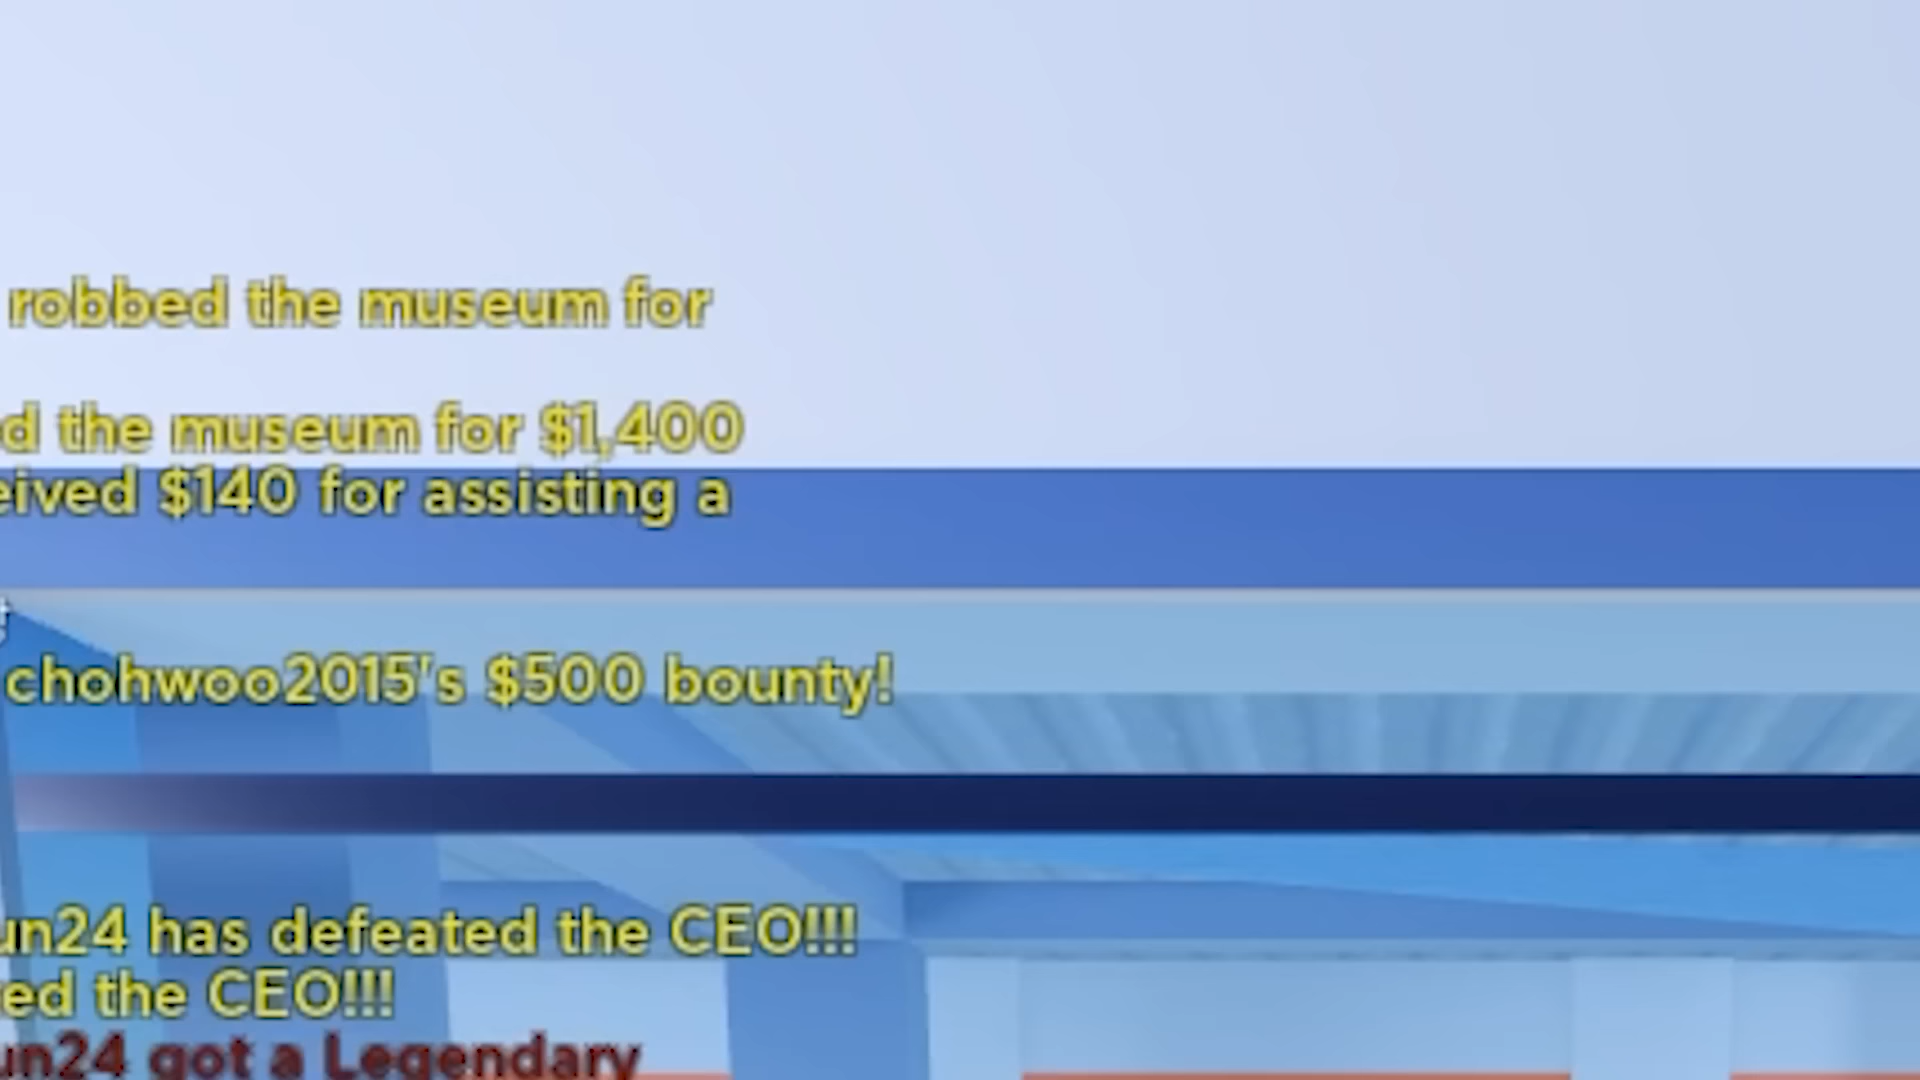 robbed the museum for
ed the museum for $1,400
eived $140 for assisting a
chohwoo2015's $500 bounty!
un24 has defeated the CEO!!!
ed the CEO!!!
un24 got a Legendary